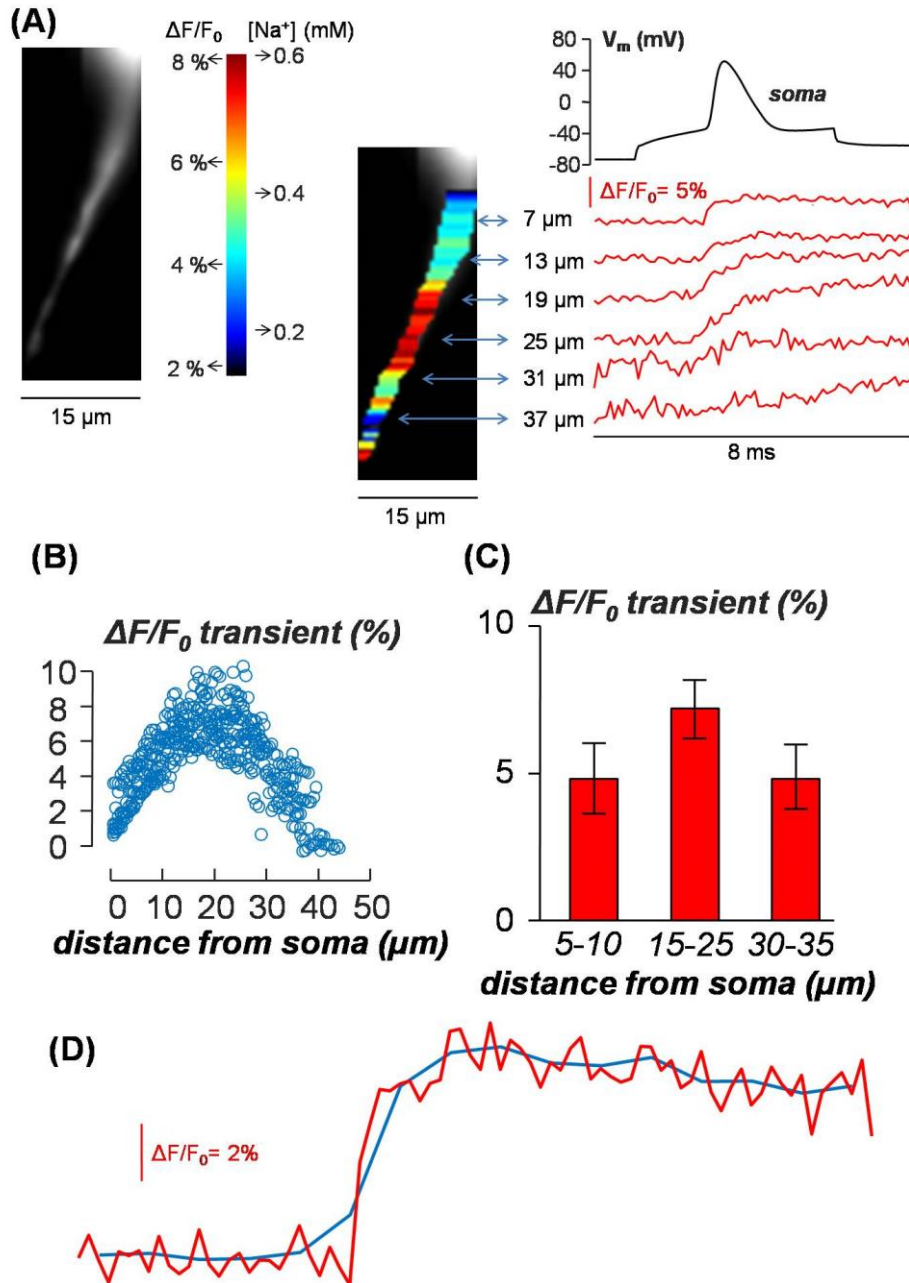 (A)
ΔF/F₀ [Na⁺] (mM)
8 % 0.6
6 %
0.4
4 %
0.2
2 %
15 µm
15 µm
80 Vₘ (mV)
40
0 soma
-40
-80
ΔF/F₀= 5%
7 µm
13 µm
19 µm
25 µm
31 µm
37 µm
8 ms
(B)
ΔF/F₀ transient (%)
10
8
6
4
2
0
0 10 20 30 40 50
distance from soma (µm)
(C)
ΔF/F₀ transient (%)
10
5
0
5-10 15-25 30-35
distance from soma (µm)
(D)
ΔF/F₀= 2%